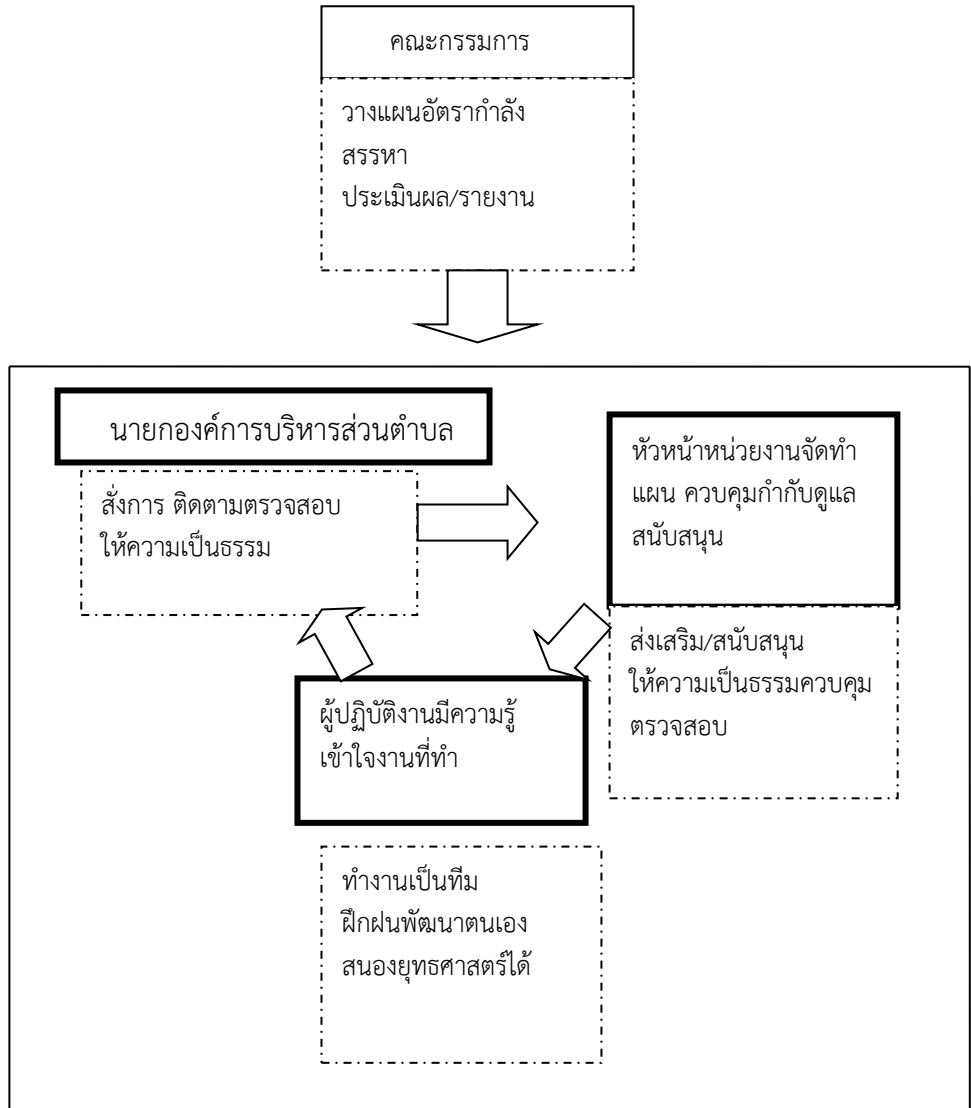 คณะกรรมการ
วางแผนอัตรากำลัง
สรรหา
ประเมินผล/รายงาน
นายกองค์การบริหารส่วนตำบล
สั่งการ ติดตามตรวจสอบ
ให้ความเป็นธรรม
หัวหน้าหน่วยงานจัดทำ
แผน ควบคุมกำกับดูแล
สนับสนุน
ส่งเสริม/สนับสนุน
ให้ความเป็นธรรมควบคุม
ตรวจสอบ
ผู้ปฏิบัติงานมีความรู้
เข้าใจงานที่ทำ
ทำงานเป็นทีม
ฝึกฝนพัฒนาตนเอง
สนองยุทธศาสตร์ได้